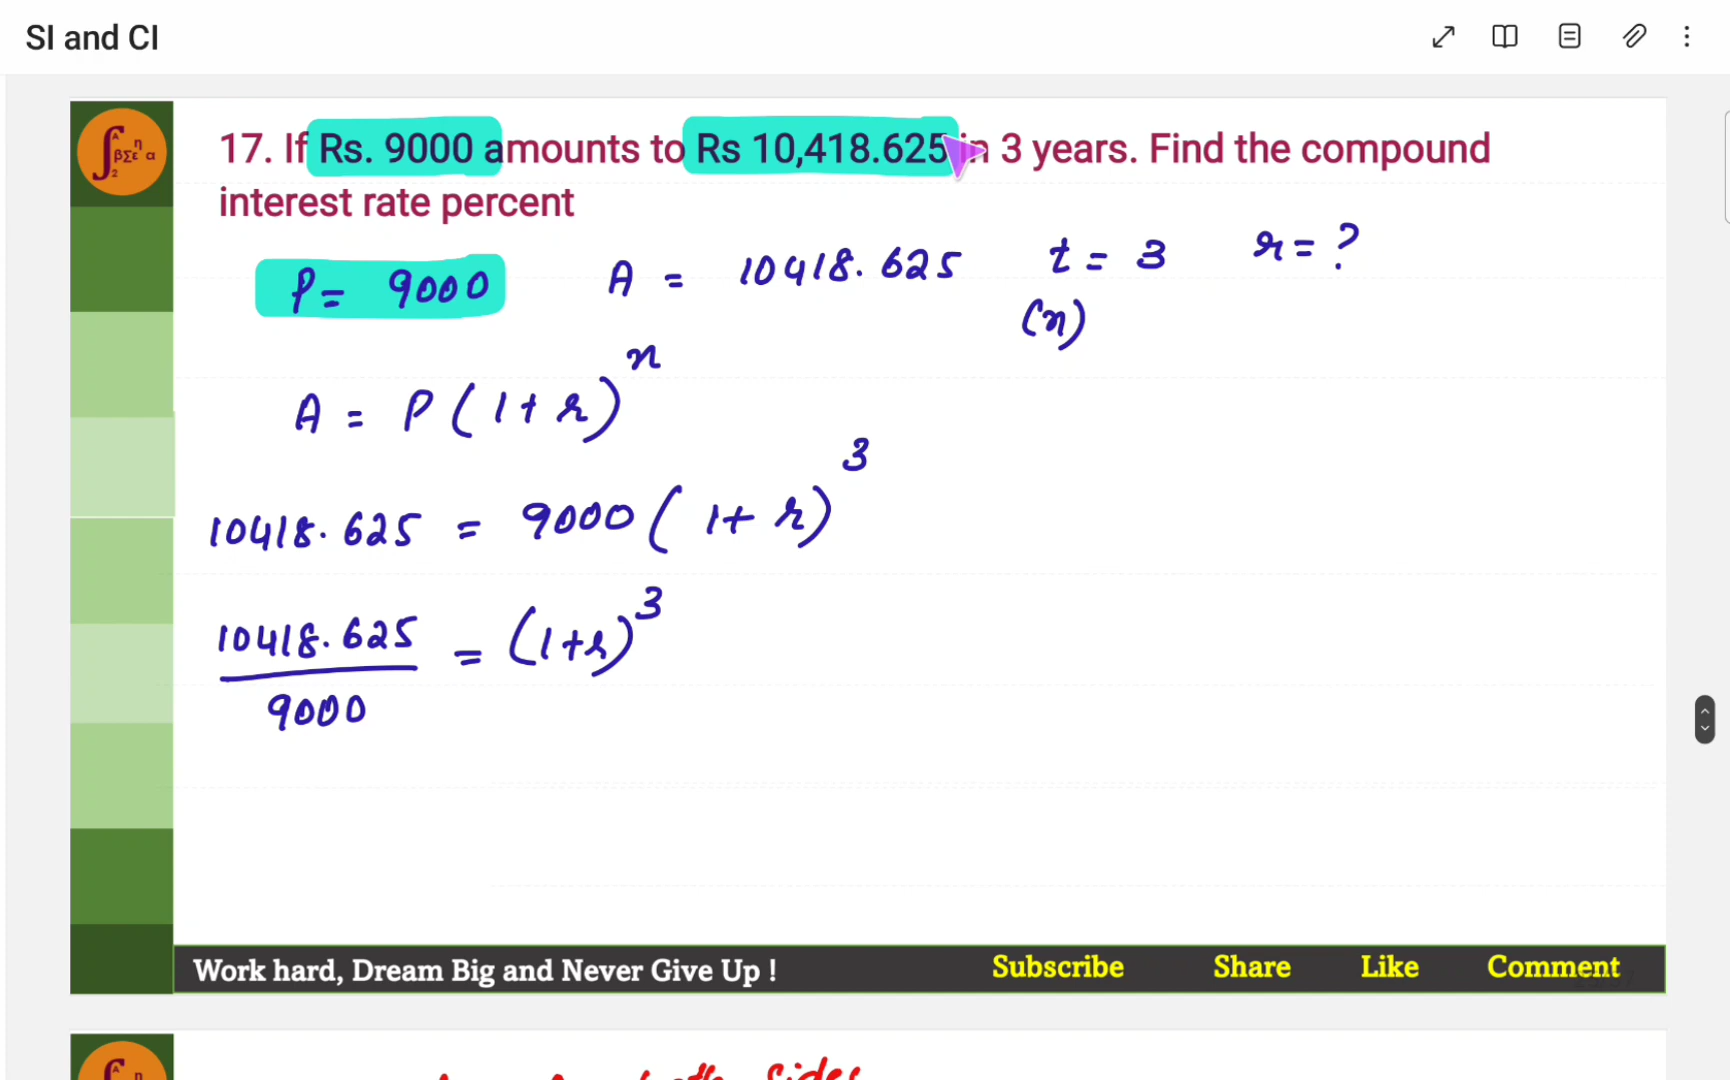 SI and CI
17. If Rs. 9000 amounts to Rs 10,418.625 in 3 years. Find the compound
interest rate percent
P = 9000 A = 10418.625 t = 3 r = ?
(n)
A = P(1+r)^n
10418.625 = 9000(1+r)^3
10418.625 / 9000 = (1+r)^3
Work hard, Dream Big and Never Give Up ! Subscribe Share Like Comment
both sides